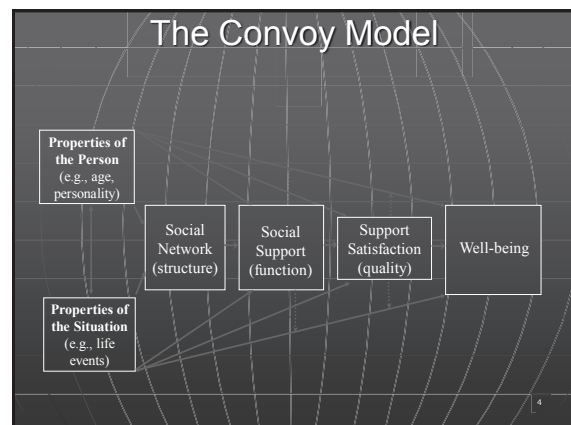 The Convoy Model
Properties of
the Person
(e.g., age,
personality)
Social
Network
(structure)
Social
Support
(function)
Support
Satisfaction
(quality)
Well-being
Properties of
the Situation
(e.g., life
events)
4